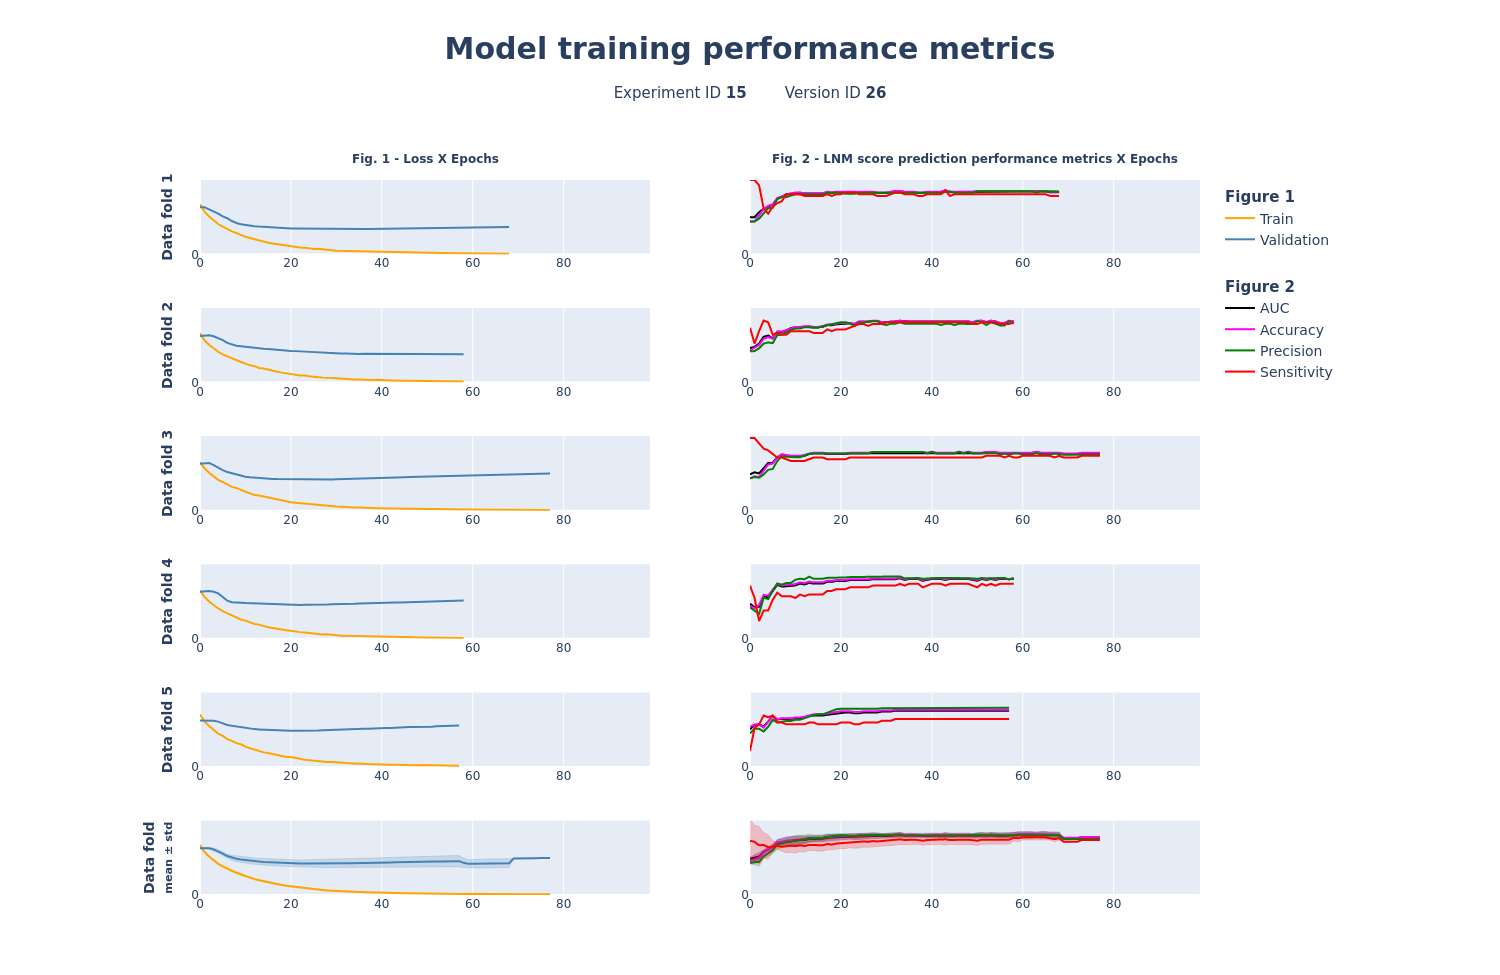 Model training performance metrics
Experiment ID 15 Version ID 26
Fig. 1 - Loss X Epochs
Fig. 2 - LNM score prediction performance metrics X Epochs
Data fold 1
0
0 20 40 60 80
0
0 20 40 60 80
Figure 1
Train
Validation
Figure 2
AUC
Accuracy
Precision
Sensitivity
Data fold 2
0
0 20 40 60 80
0
0 20 40 60 80
Data fold 3
0
0 20 40 60 80
0
0 20 40 60 80
Data fold 4
0
0 20 40 60 80
0
0 20 40 60 80
Data fold 5
0
0 20 40 60 80
0
0 20 40 60 80
Data fold
mean ± std
0
0 20 40 60 80
0
0 20 40 60 80